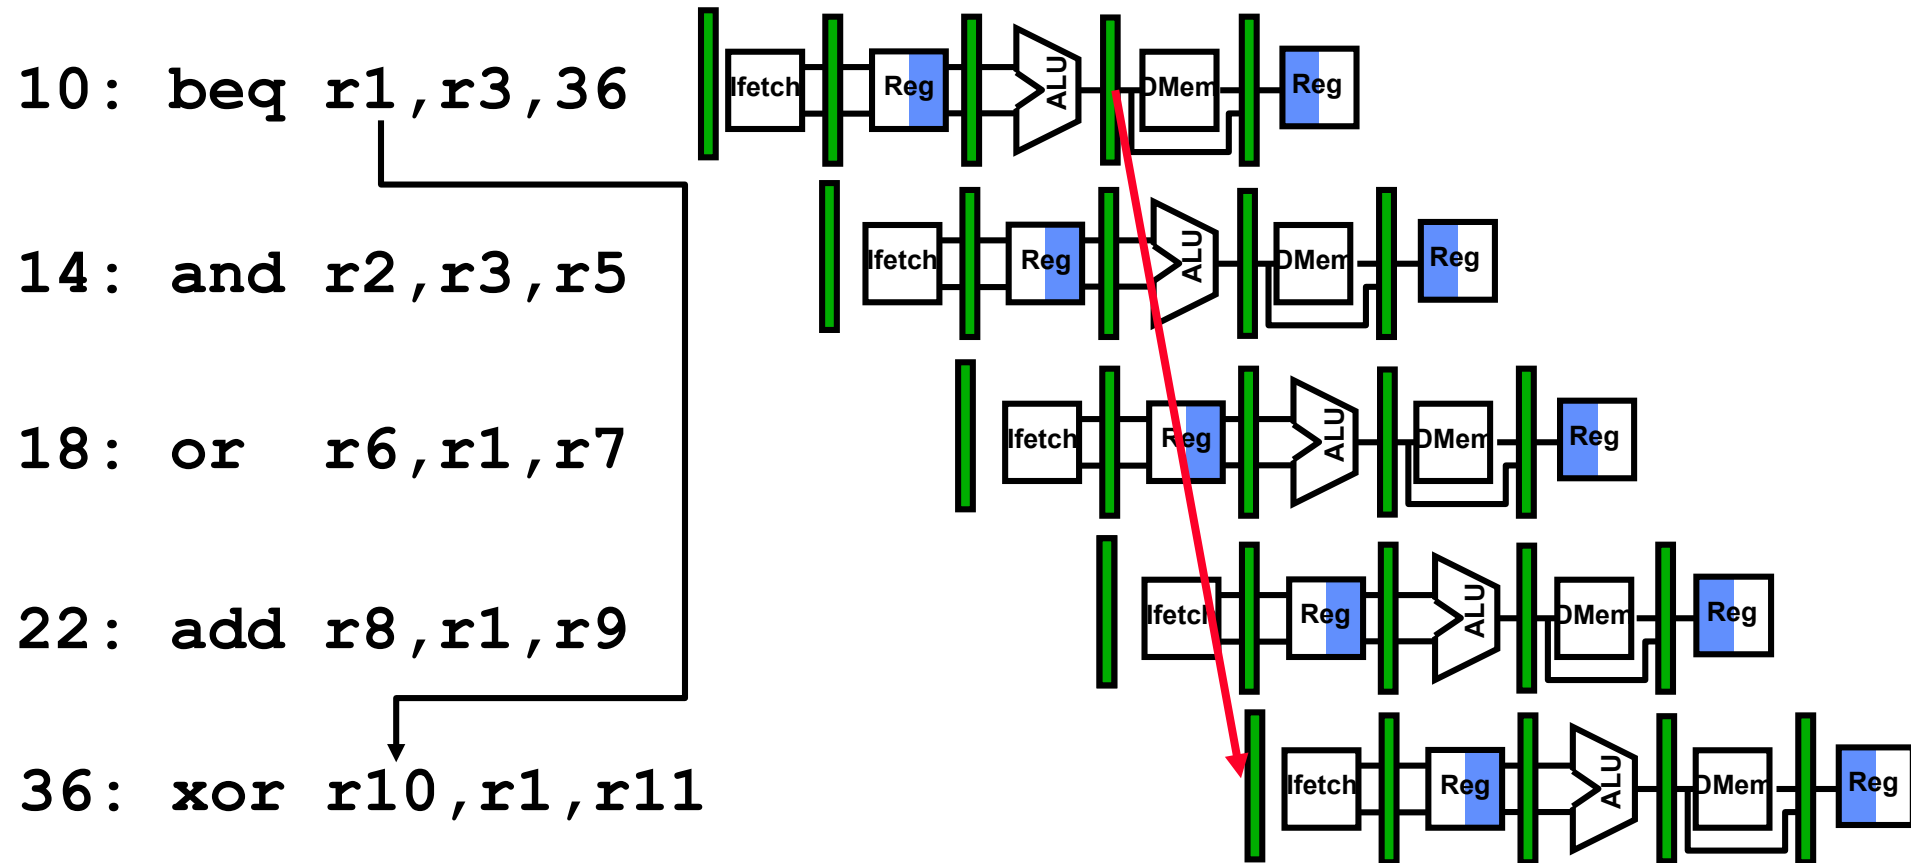 10: beq r1,r3,36
Ifetch Reg ALU DMem Reg
14: and r2,r3,r5
Ifetch Reg ALU DMem Reg
18: or r6,r1,r7
Ifetch Reg ALU DMem Reg
22: add r8,r1,r9
Ifetch Reg ALU DMem Reg
36: xor r10,r1,r11
Ifetch Reg ALU DMem Reg